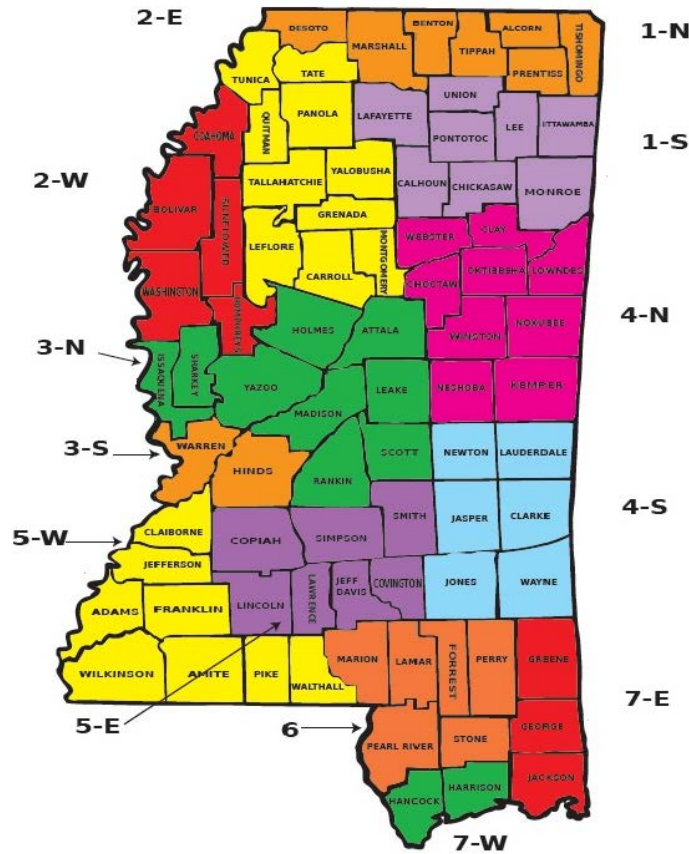 2-E
DESOTO
MARSHALL
BENTON
TIPPAH
ALCORN
TISHOMINGO
1-N
PRENTISS
TUNICA
TATE
UNION
PANOLA
QUITMAN
LAFAYETTE
PONTOTOC
LEE
ITTAWAMBA
1-S
COAHOMA
2-W
TALLAHATCHIE
YALOBUSHA
CALHOUN
CHICKASAW
MONROE
BOLIVAR
SUNFLOWER
GRENADA
LEFLORE
MONTGOMERY
CARROLL
WEBSTER
CLAY
OKTIBBEHA
LOWNDES
CHOCTAW
WASHINGTON
HUMPHREYS
HOLMES
ATTALA
WINSTON
NOXUBEE
4-N
3-N
ISSAQUENA
SHARKEY
YAZOO
LEAKE
NESHOBA
KEMPER
MADISON
3-S
WARREN
HINDS
RANKIN
SCOTT
NEWTON
LAUDERDALE
4-S
5-W
CLAIBORNE
COPIAH
SIMPSON
SMITH
JASPER
CLARKE
JEFFERSON
ADAMS
FRANKLIN
LINCOLN
LAWRENCE
JEFF
DAVIS
COVINGTON
JONES
WAYNE
WILKINSON
AMITE
PIKE
WALTHALL
MARION
LAMAR
FORREST
PERRY
GREENE
7-E
5-E
6
PEARL RIVER
STONE
GEORGE
HANCOCK
HARRISON
JACKSON
7-W